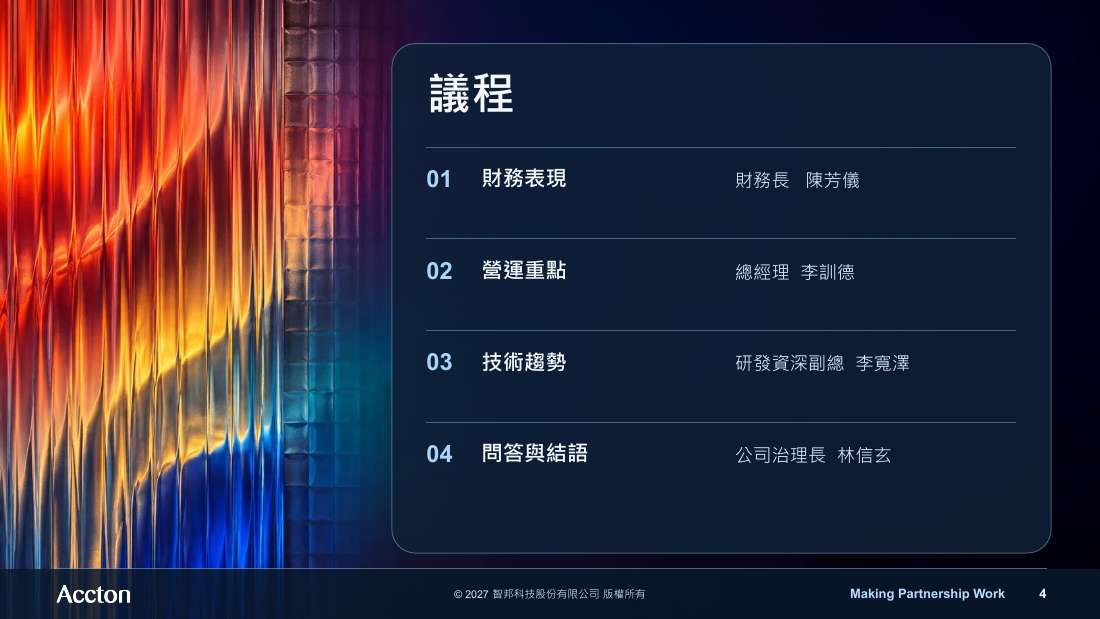 議程
01 財務表現 財務長 陳芳儀
02 營運重點 總經理 李訓德
03 技術趨勢 研發資深副總 李寬澤
04 問答與結語 公司治理長 林信玄
Accton © 2027 智邦科技股份有限公司 版權所有 Making Partnership Work 4